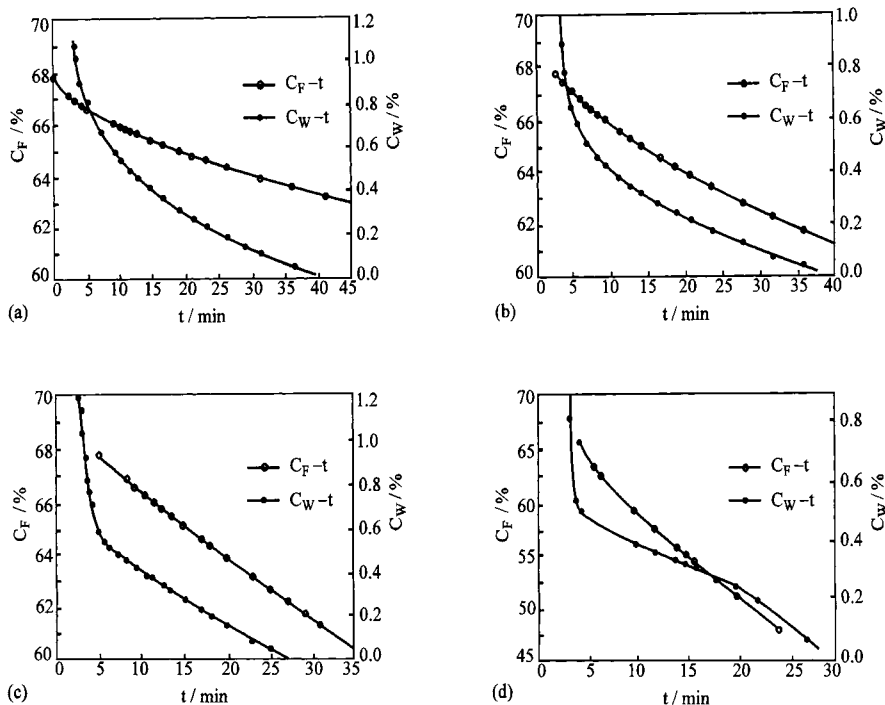 70
68
66
64
62
60
C_F / %
1.2
1.0
0.8
0.6
0.4
0.2
0.0
C_W / %
C_F-t
C_W-t
0 5 10 15 20 25 30 35 40 45
t / min
(a)
70
68
66
64
62
60
C_F / %
1.0
0.8
0.6
0.4
0.2
0
C_W / %
C_F-t
C_W-t
0 5 10 15 20 25 30 35 40
t / min
(b)
70
68
66
64
62
60
C_F / %
1.2
1.0
0.8
0.6
0.4
0.2
0.0
C_W / %
C_F-t
C_W-t
0 5 10 15 20 25 30 35
t / min
(c)
70
65
60
55
50
45
C_F / %
0.8
0.6
0.4
0.2
0.0
C_W / %
C_F-t
C_W-t
0 5 10 15 20 25 30
t / min
(d)